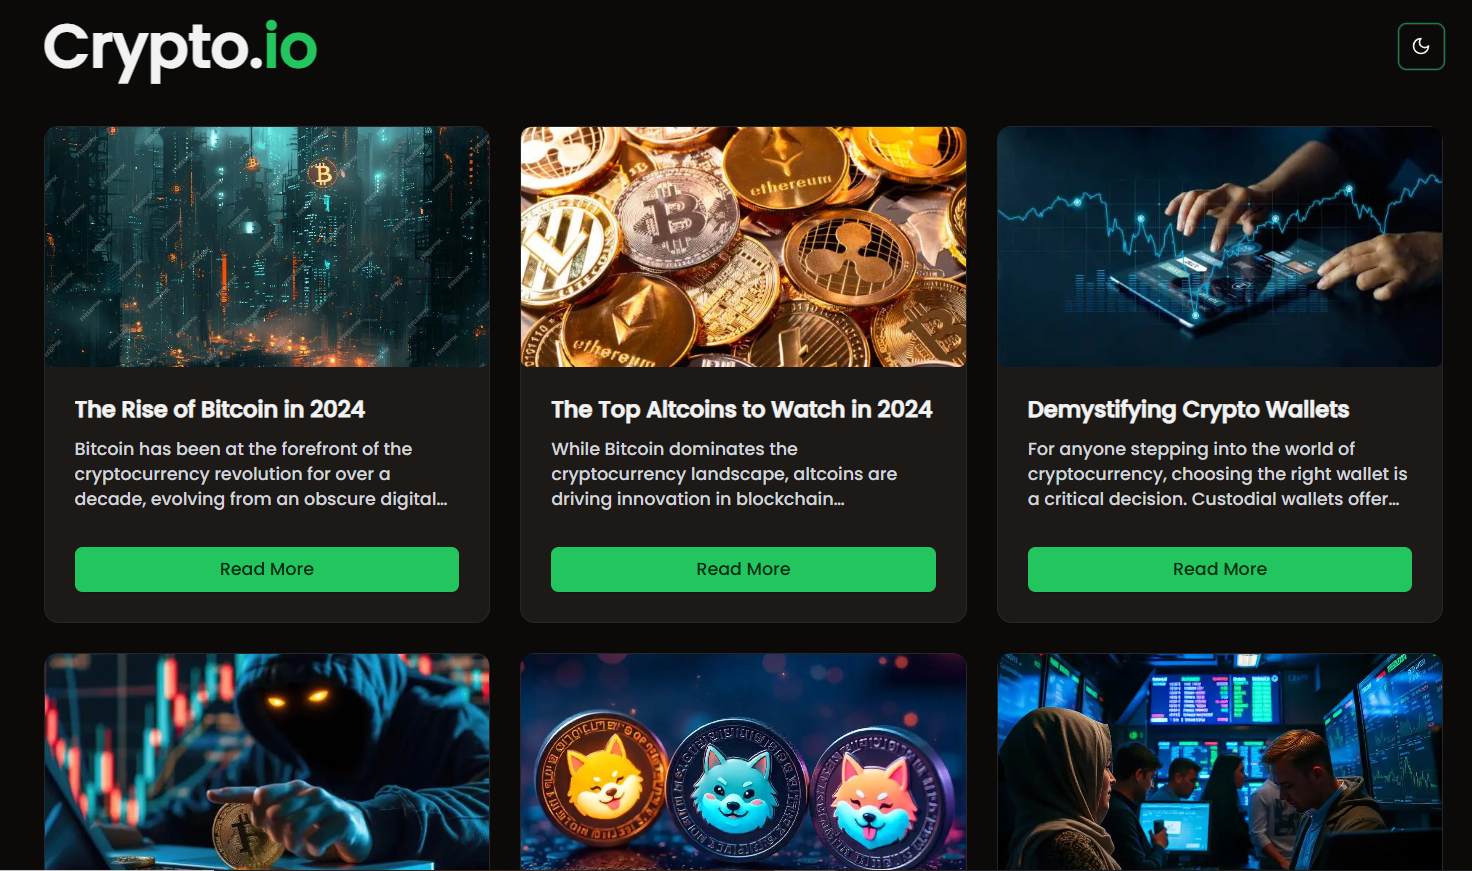 Crypto.io
ethereum
ethereum
The Rise of Bitcoin in 2024
Bitcoin has been at the forefront of the
cryptocurrency revolution for over a
decade, evolving from an obscure digital...
Read More
The Top Altcoins to Watch in 2024
While Bitcoin dominates the
cryptocurrency landscape, altcoins are
driving innovation in blockchain...
Read More
Demystifying Crypto Wallets
For anyone stepping into the world of
cryptocurrency, choosing the right wallet is
a critical decision. Custodial wallets offer...
Read More